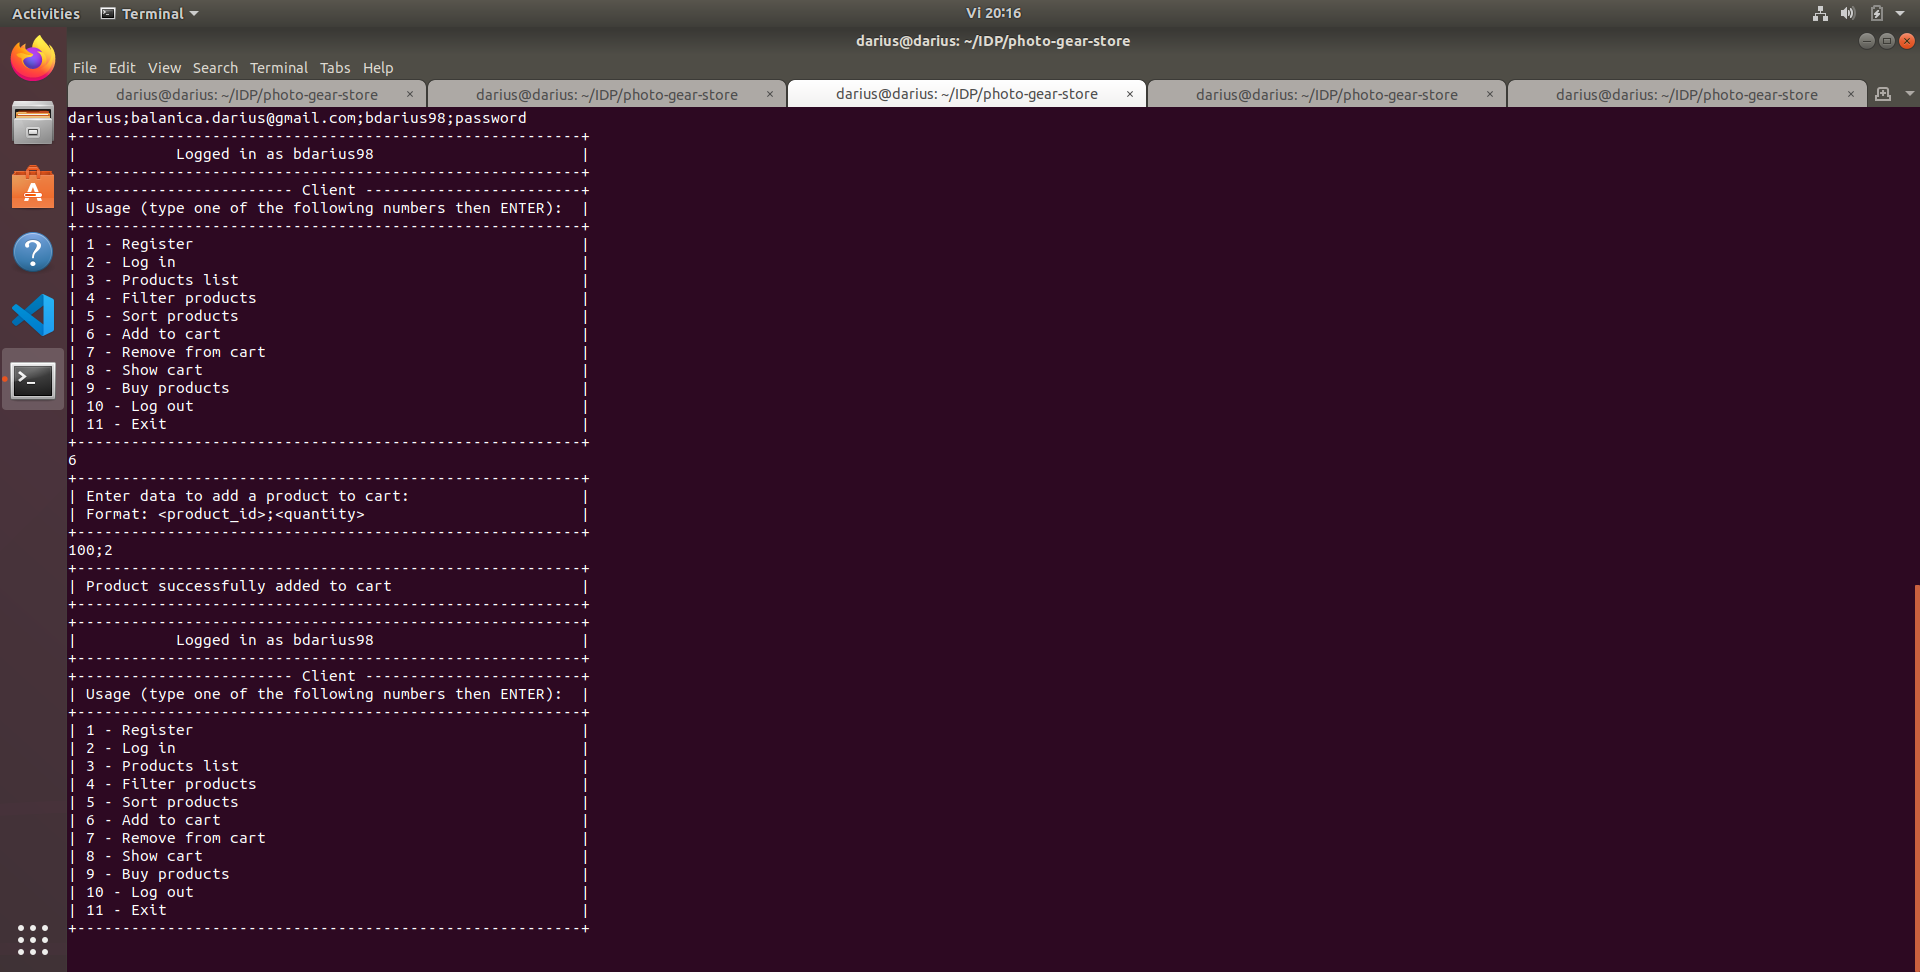 Activities Terminal Vi 20:16
darius@darius: ~/IDP/photo-gear-store
File Edit View Search Terminal Tabs Help
darius@darius: ~/IDP/photo-gear-store × darius@darius: ~/IDP/photo-gear-store × darius@darius: ~/IDP/photo-gear-store × darius@darius: ~/IDP/photo-gear-store × darius@darius: ~/IDP/photo-gear-store ×
darius;balanica.darius@gmail.com;bdarius98;password
+--------------------------------------------------------+
|           Logged in as bdarius98                       |
+--------------------------------------------------------+
+------------------------ Client ------------------------+
| Usage (type one of the following numbers then ENTER):  |
+--------------------------------------------------------+
| 1 - Register                                           |
| 2 - Log in                                             |
| 3 - Products list                                      |
| 4 - Filter products                                    |
| 5 - Sort products                                      |
| 6 - Add to cart                                        |
| 7 - Remove from cart                                   |
| 8 - Show cart                                          |
| 9 - Buy products                                       |
| 10 - Log out                                           |
| 11 - Exit                                              |
+--------------------------------------------------------+
6
+--------------------------------------------------------+
| Enter data to add a product to cart:                   |
| Format: <product_id>;<quantity>                        |
+--------------------------------------------------------+
100;2
+--------------------------------------------------------+
| Product successfully added to cart                     |
+--------------------------------------------------------+
+--------------------------------------------------------+
|           Logged in as bdarius98                       |
+--------------------------------------------------------+
+------------------------ Client ------------------------+
| Usage (type one of the following numbers then ENTER):  |
+--------------------------------------------------------+
| 1 - Register                                           |
| 2 - Log in                                             |
| 3 - Products list                                      |
| 4 - Filter products                                    |
| 5 - Sort products                                      |
| 6 - Add to cart                                        |
| 7 - Remove from cart                                   |
| 8 - Show cart                                          |
| 9 - Buy products                                       |
| 10 - Log out                                           |
| 11 - Exit                                              |
+--------------------------------------------------------+